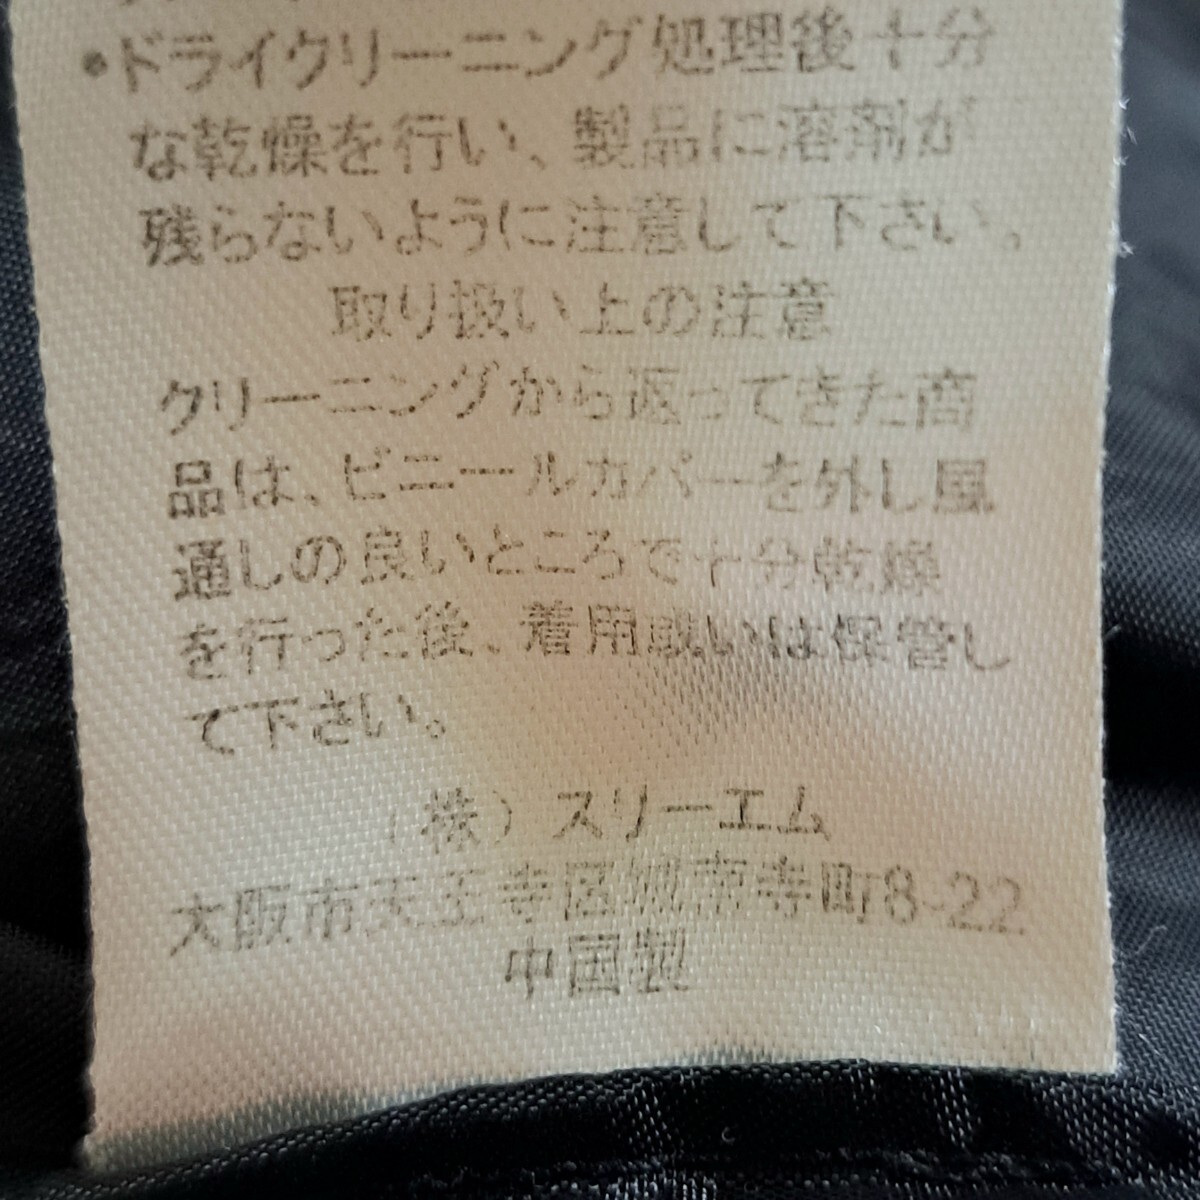 •ドライクリーニング処理後十分
な乾燥を行い、製品に溶剤が
残らないように注意して下さい。
取り扱い上の注意
クリーニングから返ってきた商
品は、ビニールカバーを外し風
通しの良いところで十分乾燥
を行った後、着用或いは保管し
て下さい。
(株)スリーエム
大阪市天王寺区城南寺町8-22
中国製